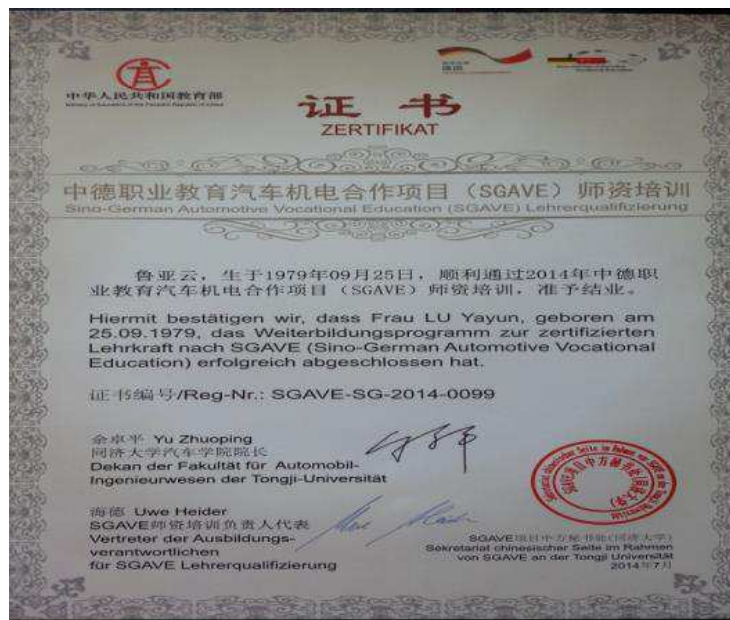 中华人民共和国教育部
证 书
ZERTIFIKAT
中德职业教育汽车机电合作项目（SGAVE）师资培训
Sino-German Automotive Vocational Education (SGAVE) Lehrerqualifizierung
鲁亚云，生于1979年09月25日，顺利通过2014年中德职
业教育汽车机电合作项目（SGAVE）师资培训，准予结业。
Hiermit bestätigen wir, dass Frau LU Yayun, geboren am
25.09.1979, das Weiterbildungsprogramm zur zertifizierten
Lehrkraft nach SGAVE (Sino-German Automotive Vocational
Education) erfolgreich abgeschlossen hat.
证书编号/Reg-Nr.: SGAVE-SG-2014-0099
余卓平 Yu Zhuoping
同济大学汽车学院院长
Dekan der Fakultät für Automobil-
Ingenieurwesen der Tongji-Universität
海德 Uwe Heider
SGAVE师资培训负责人代表
Vertreter der Ausbildungs-
verantwortlichen
für SGAVE Lehrerqualifizierung
SGAVE项目中方秘书处(同济大学)
Sekretariat chinesischer Seite im Rahmen
von SGAVE an der Tongji Universität
2014年7月